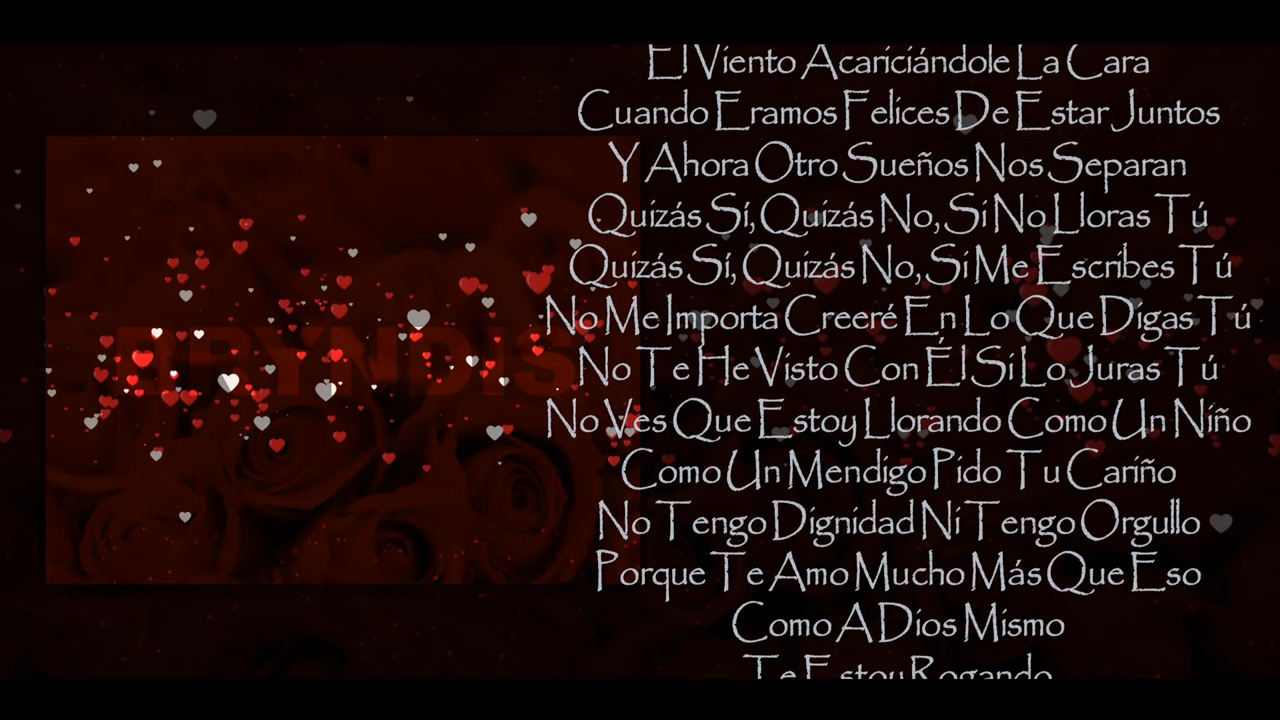 BRYNDIS
El Viento Acariciándole La Cara
Cuando Eramos Felices De Estar Juntos
Y Ahora Otro Sueños Nos Separan
Quizás Sí, Quizás No, Si No Lloras Tú
Quizás Sí, Quizás No, Si Me Escribes Tú
No Me Importa Creeré En Lo Que Digas Tú
No Te He Visto Con Él Si Lo Juras Tú
No Ves Que Estoy Llorando Como Un Niño
Como Un Mendigo Pido Tu Cariño
No Tengo Dignidad Ni Tengo Orgullo
Porque Te Amo Mucho Más Que Eso
Como A Dios Mismo
Te Estoy Rogando